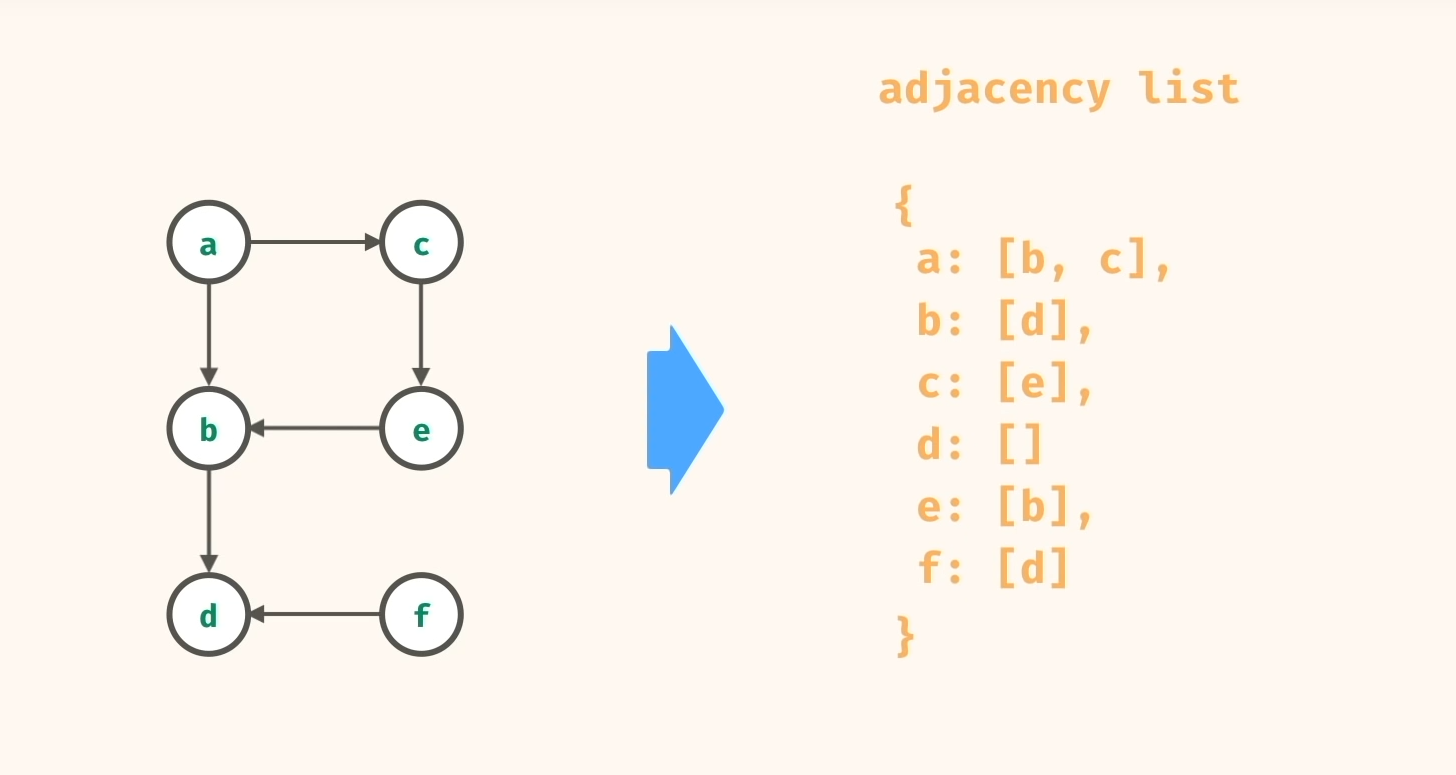 adjacency list
a
c
b
e
d
f
{
a: [b, c],
b: [d],
c: [e],
d: []
e: [b],
f: [d]
}